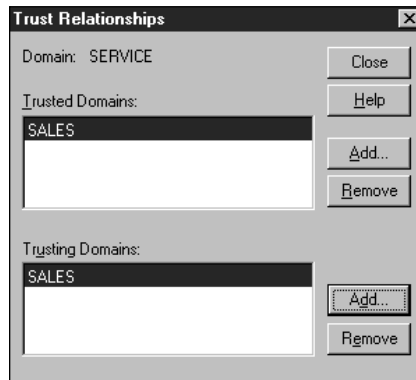 Trust Relationships
Domain: SERVICE
Close
Trusted Domains:
Help
SALES
Add...
Remove
Trusting Domains:
SALES
Add...
Remove